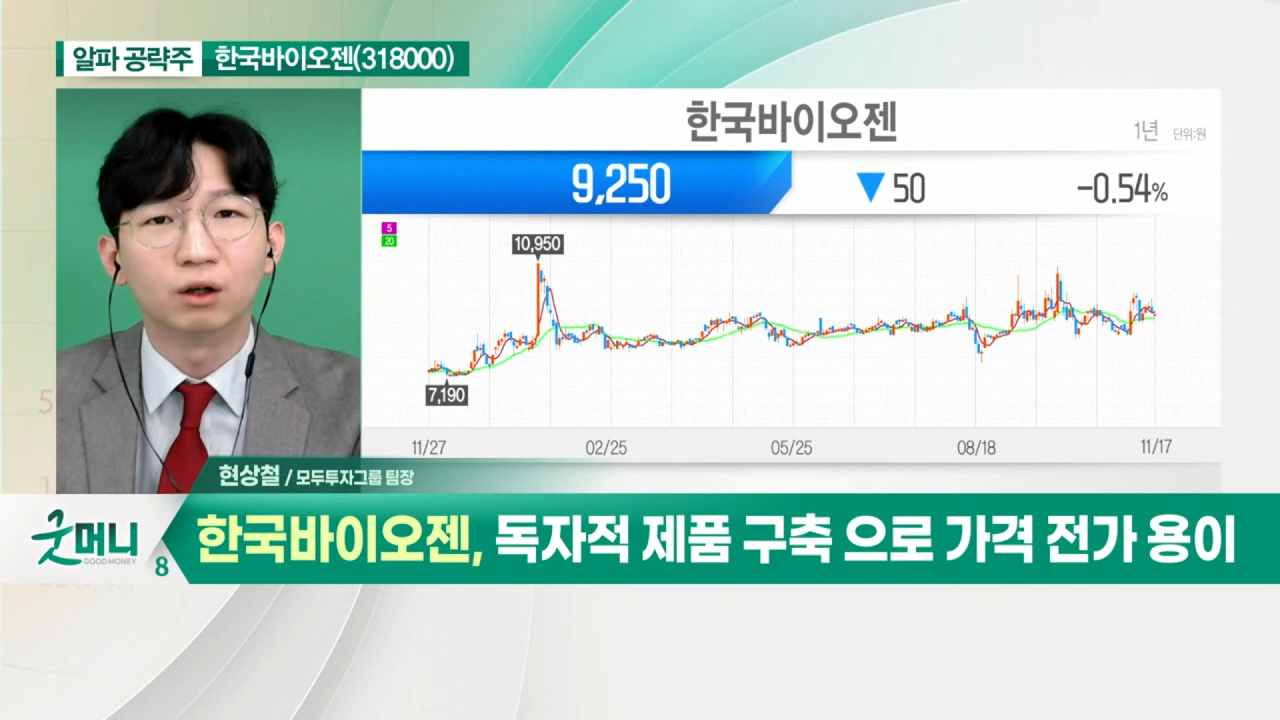 알파 공략주 한국바이오젠(318000)
한국바이오젠
1년 단위:원
9,250 ▼ 50 -0.54%
5
20
10,950
7,190
11/27 02/25 05/25 08/18 11/17
현상철 / 모두투자그룹 팀장
굿머니
GOOD MONEY
8
한국바이오젠, 독자적 제품 구축 으로 가격 전가 용이